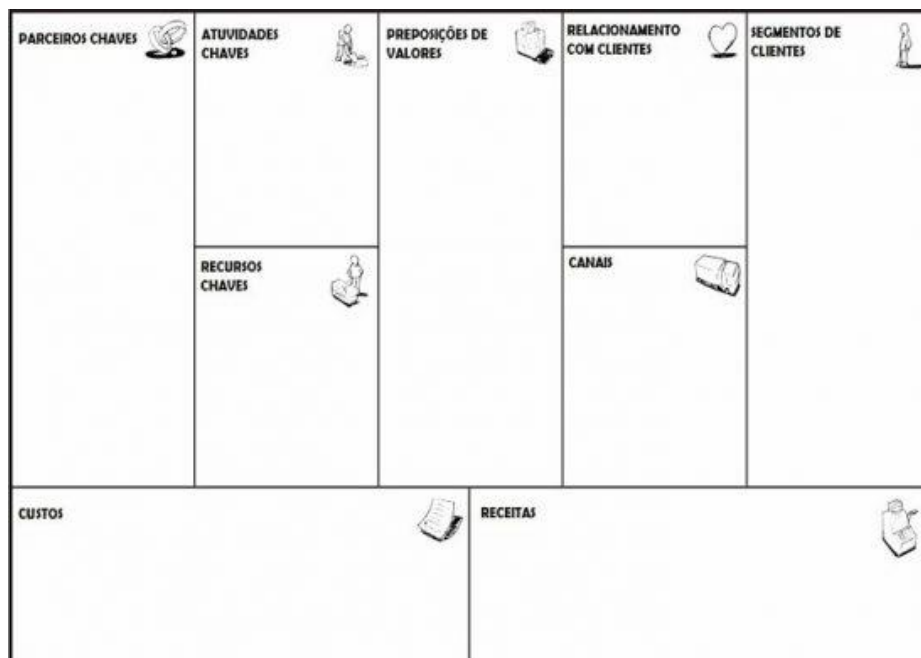 PARCEIROS CHAVES
ATUVIDADES
CHAVES
PREPOSIÇÕES DE
VALORES
RELACIONAMENTO
COM CLIENTES
SEGMENTOS DE
CLIENTES
RECURSOS
CHAVES
CANAIS
CUSTOS
RECEITAS